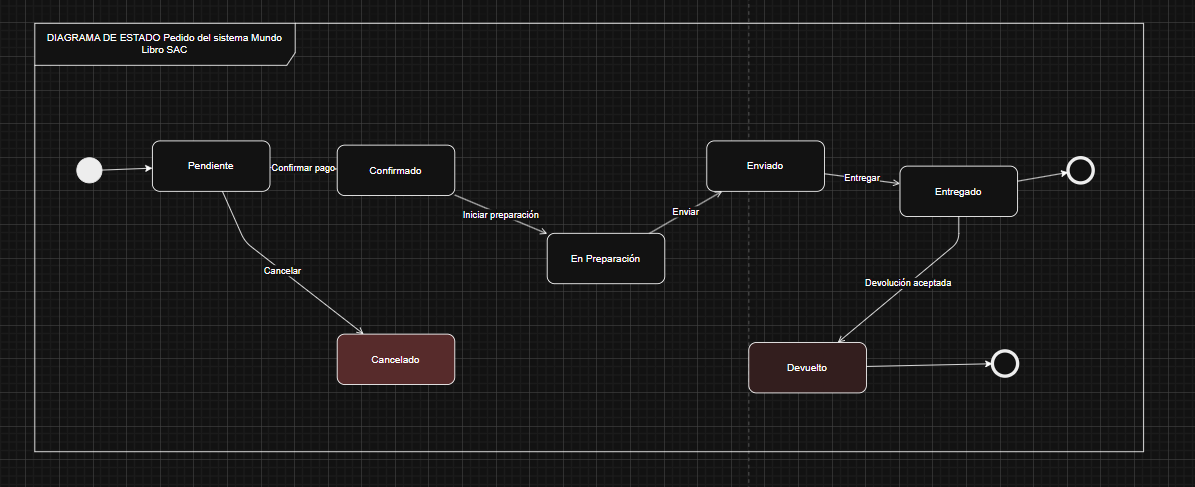 DIAGRAMA DE ESTADO Pedido del sistema Mundo
Libro SAC
Pendiente
Confirmar pago
Confirmado
Iniciar preparación
En Preparación
Enviar
Enviado
Entregar
Entregado
Cancelar
Cancelado
Devolución aceptada
Devuelto